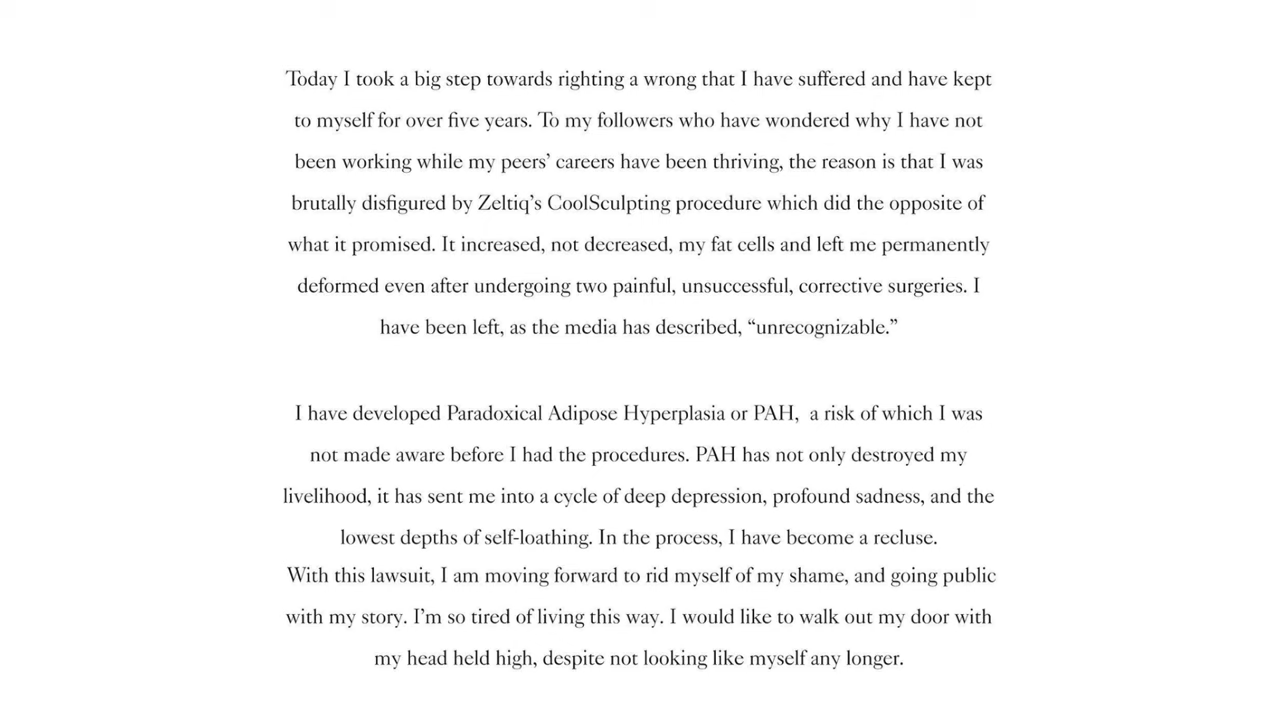 Today I took a big step towards righting a wrong that I have suffered and have kept
to myself for over five years. To my followers who have wondered why I have not
been working while my peers’ careers have been thriving, the reason is that I was
brutally disfigured by Zeltiq’s CoolSculpting procedure which did the opposite of
what it promised. It increased, not decreased, my fat cells and left me permanently
deformed even after undergoing two painful, unsuccessful, corrective surgeries. I
have been left, as the media has described, “unrecognizable.”
I have developed Paradoxical Adipose Hyperplasia or PAH,  a risk of which I was
not made aware before I had the procedures. PAH has not only destroyed my
livelihood, it has sent me into a cycle of deep depression, profound sadness, and the
lowest depths of self-loathing. In the process, I have become a recluse.
With this lawsuit, I am moving forward to rid myself of my shame, and going public
with my story. I’m so tired of living this way. I would like to walk out my door with
my head held high, despite not looking like myself any longer.